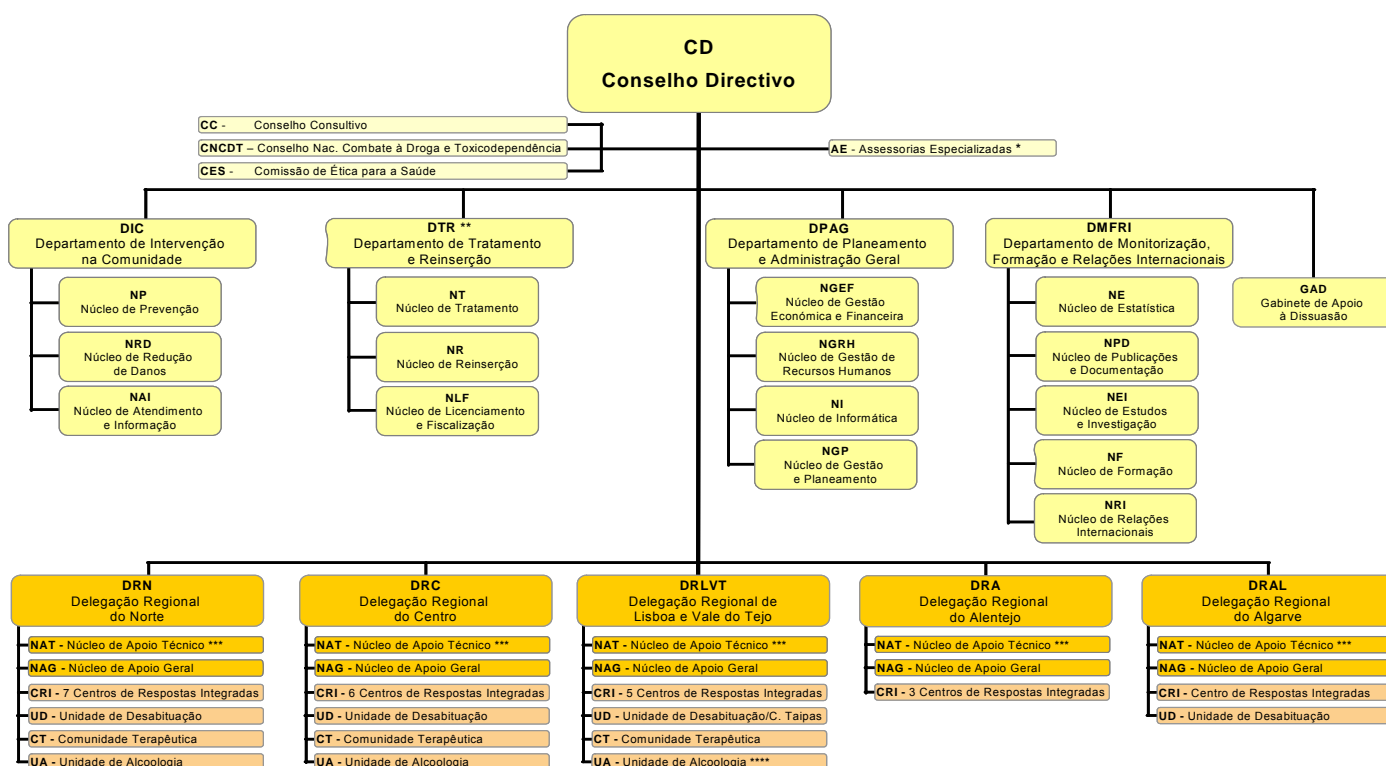 CD
Conselho Directivo
CC - Conselho Consultivo
CNCDT – Conselho Nac. Combate à Droga e Toxicodependência
CES - Comissão de Ética para a Saúde
AE - Assessorias Especializadas *
DIC
Departamento de Intervenção
na Comunidade
NP
Núcleo de Prevenção
NRD
Núcleo de Redução
de Danos
NAI
Núcleo de Atendimento
e Informação
DTR **
Departamento de Tratamento
e Reinserção
NT
Núcleo de Tratamento
NR
Núcleo de Reinserção
NLF
Núcleo de Licenciamento
e Fiscalização
DPAG
Departamento de Planeamento
e Administração Geral
NGEF
Núcleo de Gestão
Económica e Financeira
NGRH
Núcleo de Gestão de
Recursos Humanos
NI
Núcleo de Informática
NGP
Núcleo de Gestão
e Planeamento
DMFRI
Departamento de Monitorização,
Formação e Relações Internacionais
NE
Núcleo de Estatística
NPD
Núcleo de Publicações
e Documentação
NEI
Núcleo de Estudos
e Investigação
NF
Núcleo de Formação
NRI
Núcleo de Relações
Internacionais
GAD
Gabinete de Apoio
à Dissuasão
DRN
Delegação Regional
do Norte
NAT - Núcleo de Apoio Técnico ***
NAG - Núcleo de Apoio Geral
CRI - 7 Centros de Respostas Integradas
UD - Unidade de Desabituação
CT - Comunidade Terapêutica
UA - Unidade de Alcoologia
DRC
Delegação Regional
do Centro
NAT - Núcleo de Apoio Técnico ***
NAG - Núcleo de Apoio Geral
CRI - 6 Centros de Respostas Integradas
UD - Unidade de Desabituação
CT - Comunidade Terapêutica
UA - Unidade de Alcoologia
DRLVT
Delegação Regional de
Lisboa e Vale do Tejo
NAT - Núcleo de Apoio Técnico ***
NAG - Núcleo de Apoio Geral
CRI - 5 Centros de Respostas Integradas
UD - Unidade de Desabituação/C. Taipas
CT - Comunidade Terapêutica
UA - Unidade de Alcoologia ****
DRA
Delegação Regional
do Alentejo
NAT - Núcleo de Apoio Técnico ***
NAG - Núcleo de Apoio Geral
CRI - 3 Centros de Respostas Integradas
DRAL
Delegação Regional
do Algarve
NAT - Núcleo de Apoio Técnico ***
NAG - Núcleo de Apoio Geral
CRI - Centro de Respostas Integradas
UD - Unidade de Desabituação